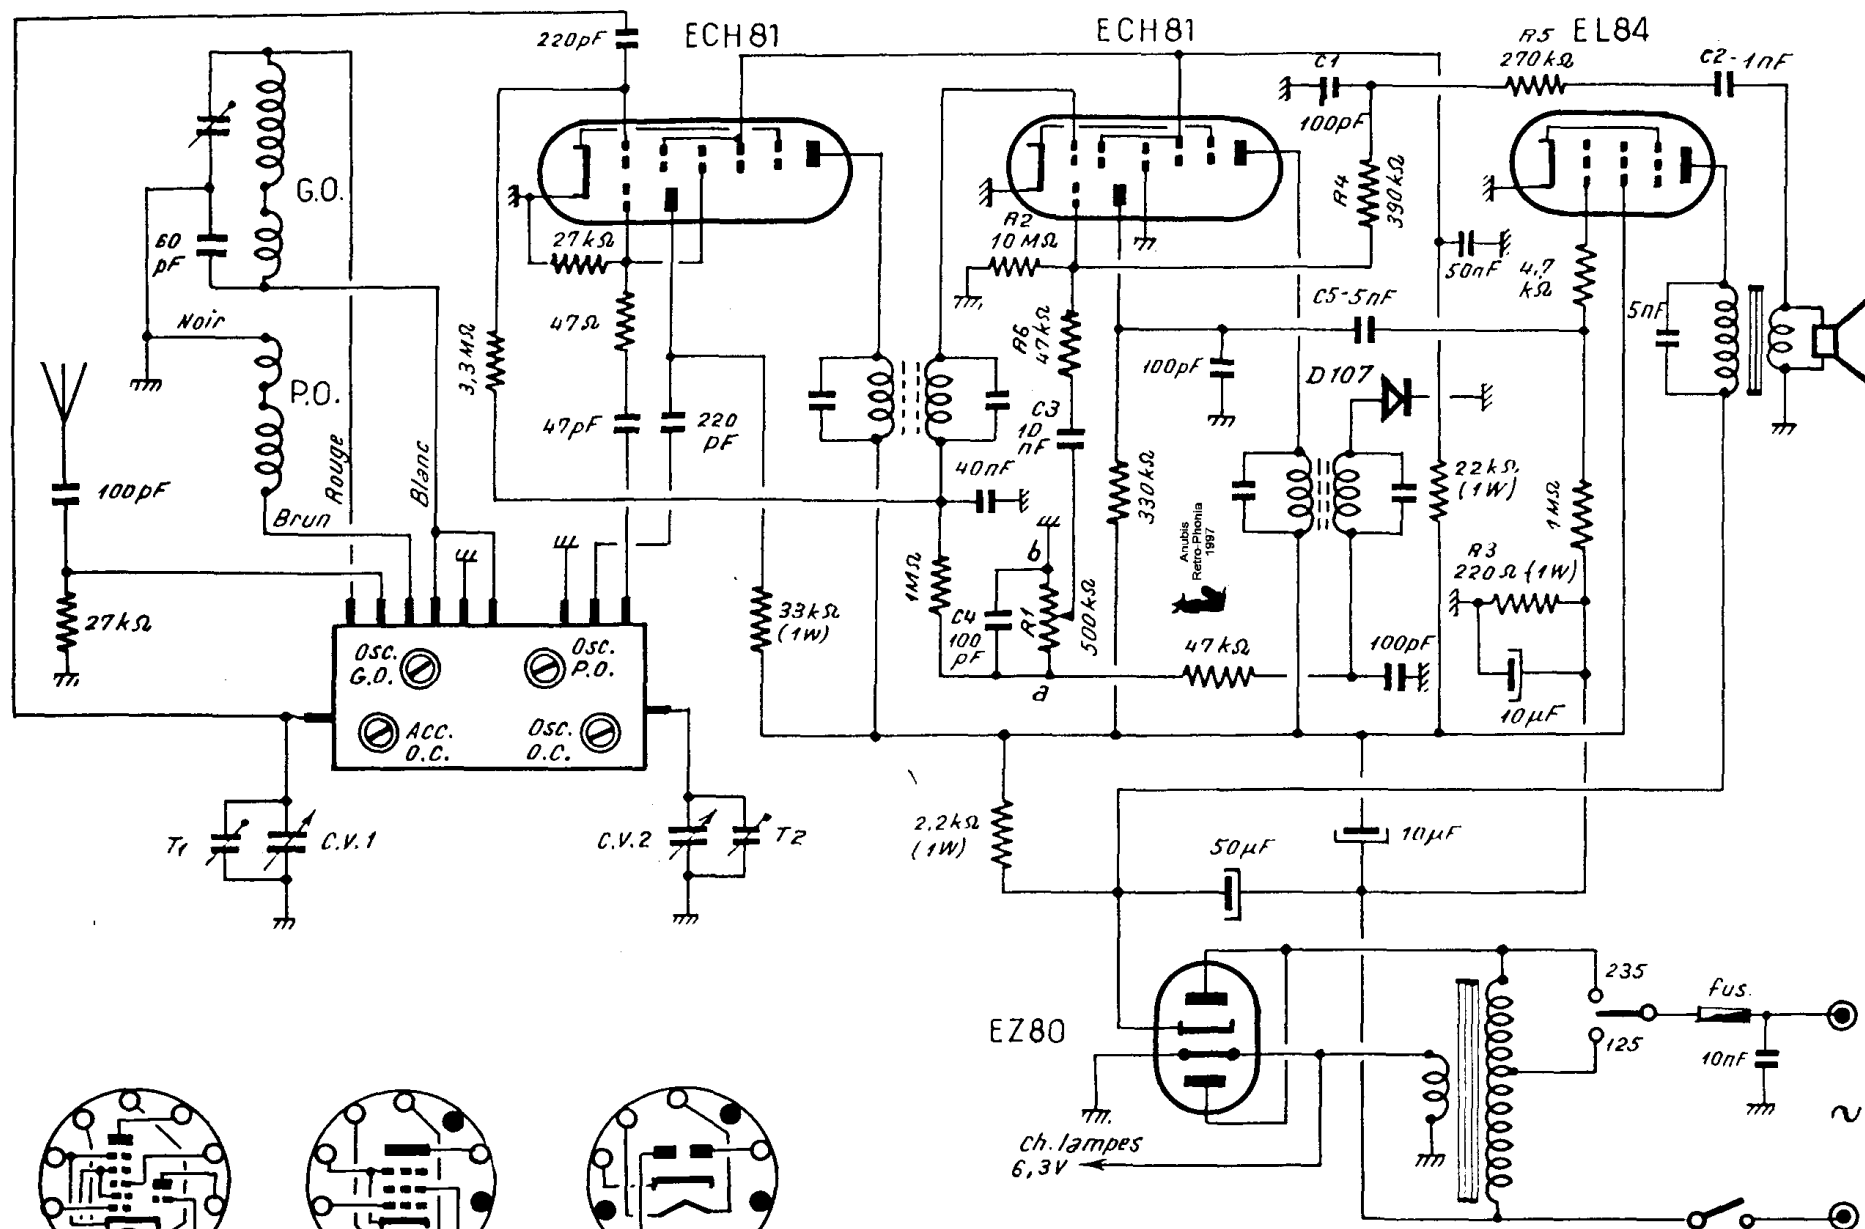 220pF
ECH81
ECH81
R5
270kΩ
EL84
C2-1nF
C1
100pF
G.O.
60
pF
R4
390kΩ
27kΩ
R2
10MΩ
50nF
4,7
kΩ
Noir
47Ω
3,3MΩ
R6
47kΩ
C5-5nF
5nF
P.O.
100pF
D107
Rouge
Blanc
47pF
220
pF
C3
10
nF
100pF
Brun
40nF
330kΩ
22kΩ
(1W)
1MΩ
Anubis
Retro-Phonia
1997
b
1MΩ
R3
220Ω (1W)
27kΩ
33kΩ
(1W)
C4
100
pF
R1
500kΩ
47kΩ
100pF
a
10µF
Osc.
G.O.
Osc.
P.O.
Acc.
O.C.
Osc.
O.C.
T1
C.V.1
C.V.2
T2
2,2kΩ
(1W)
50µF
10µF
235
fus.
EZ80
125
10nF
ch. lampes
6,3V
~